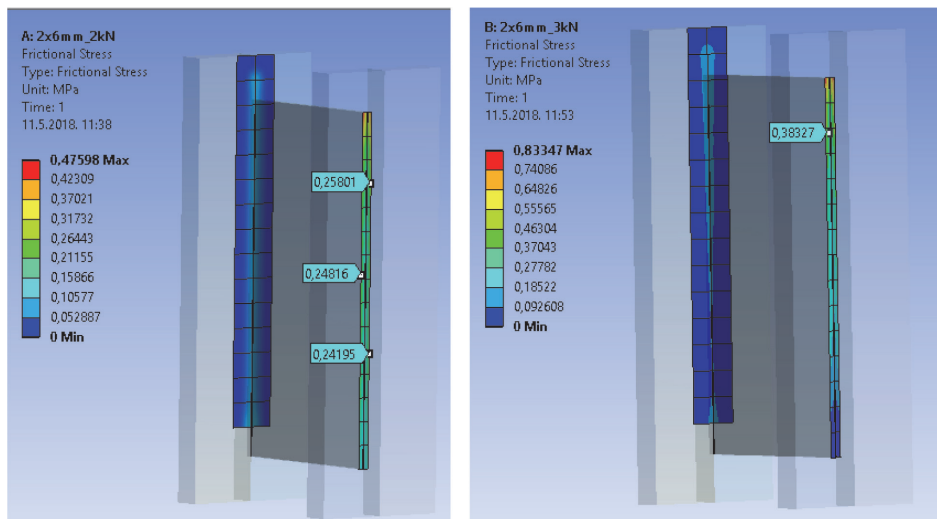 A: 2x6mm_2kN
Frictional Stress
Type: Frictional Stress
Unit: MPa
Time: 1
11.5.2018. 11:38
0,47598 Max
0,42309
0,37021
0,31732
0,26443
0,21155
0,15866
0,10577
0,052887
0 Min
0,25801
0,24816
0,24195
B: 2x6mm_3kN
Frictional Stress
Type: Frictional Stress
Unit: MPa
Time: 1
11.5.2018. 11:53
0,83347 Max
0,74086
0,64826
0,55565
0,46304
0,37043
0,27782
0,18522
0,092608
0 Min
0,38327